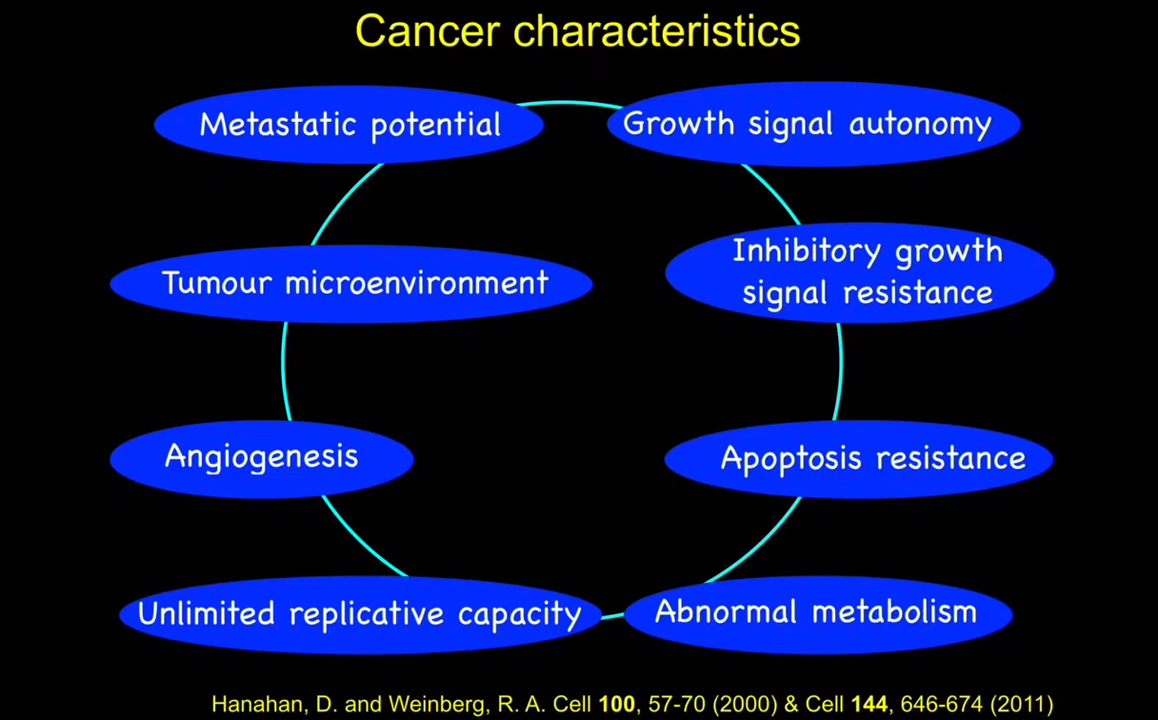 Cancer characteristics
Metastatic potential
Growth signal autonomy
Tumour microenvironment
Inhibitory growth
signal resistance
Angiogenesis
Apoptosis resistance
Unlimited replicative capacity
Abnormal metabolism
Hanahan, D. and Weinberg, R. A. Cell 100, 57-70 (2000) & Cell 144, 646-674 (2011)